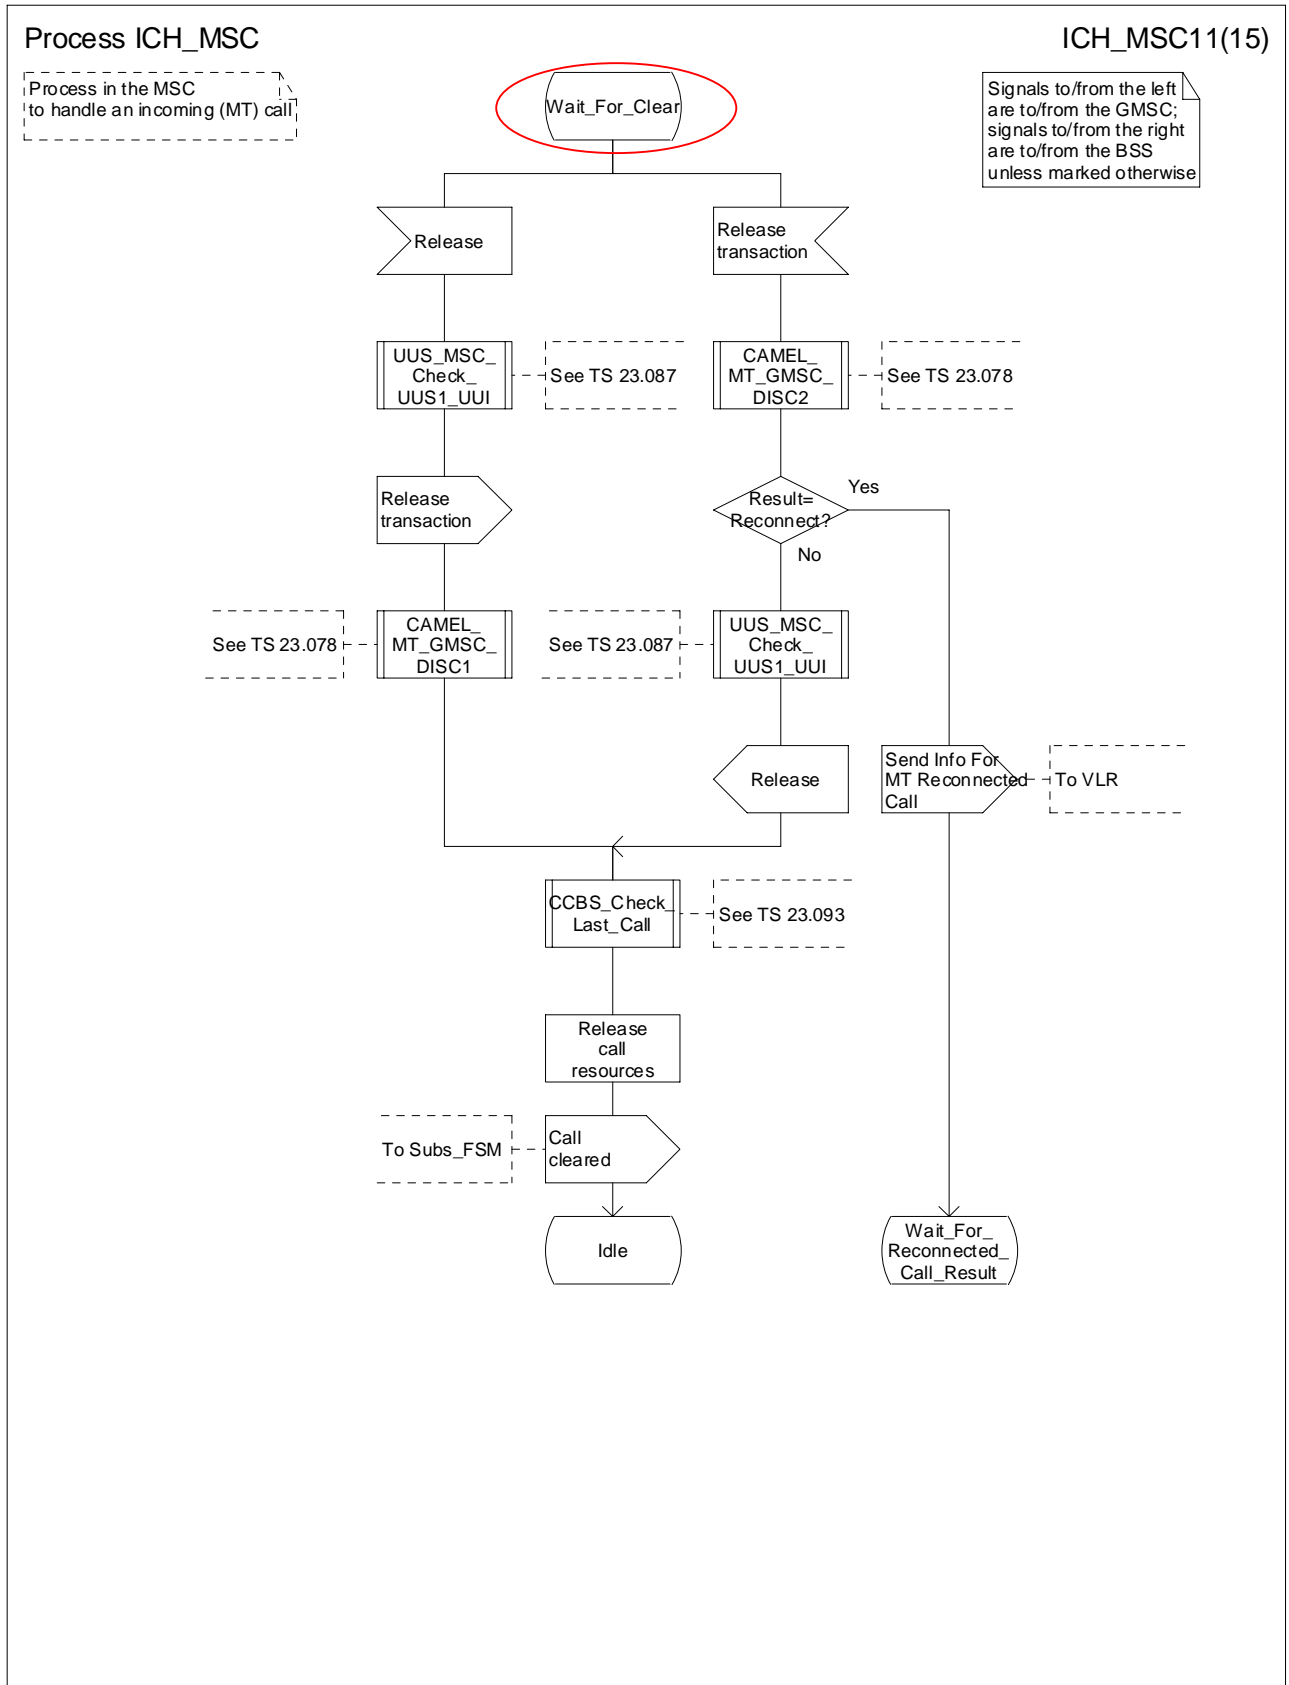 Process ICH_MSC
ICH_MSC11(15)
Process in the MSC
to handle an incoming (MT) call
Signals to/from the left
are to/from the GMSC;
signals to/from the right
are to/from the BSS
unless marked otherwise
Wait_For_Clear
Release
Release
transaction
UUS_MSC_
Check_
UUS1_UUI
See TS 23.087
CAMEL_
MT_GMSC_
DISC2
See TS 23.078
Release
transaction
Result=
Reconnect?
Yes
No
See TS 23.078
CAMEL_
MT_GMSC_
DISC1
See TS 23.087
UUS_MSC_
Check_
UUS1_UUI
Release
Send Info For
MT Reconnected
Call
To VLR
CCBS_Check_
Last_Call
See TS 23.093
Release
call
resources
To Subs_FSM
Call
cleared
Idle
Wait_For_
Reconnected_
Call_Result